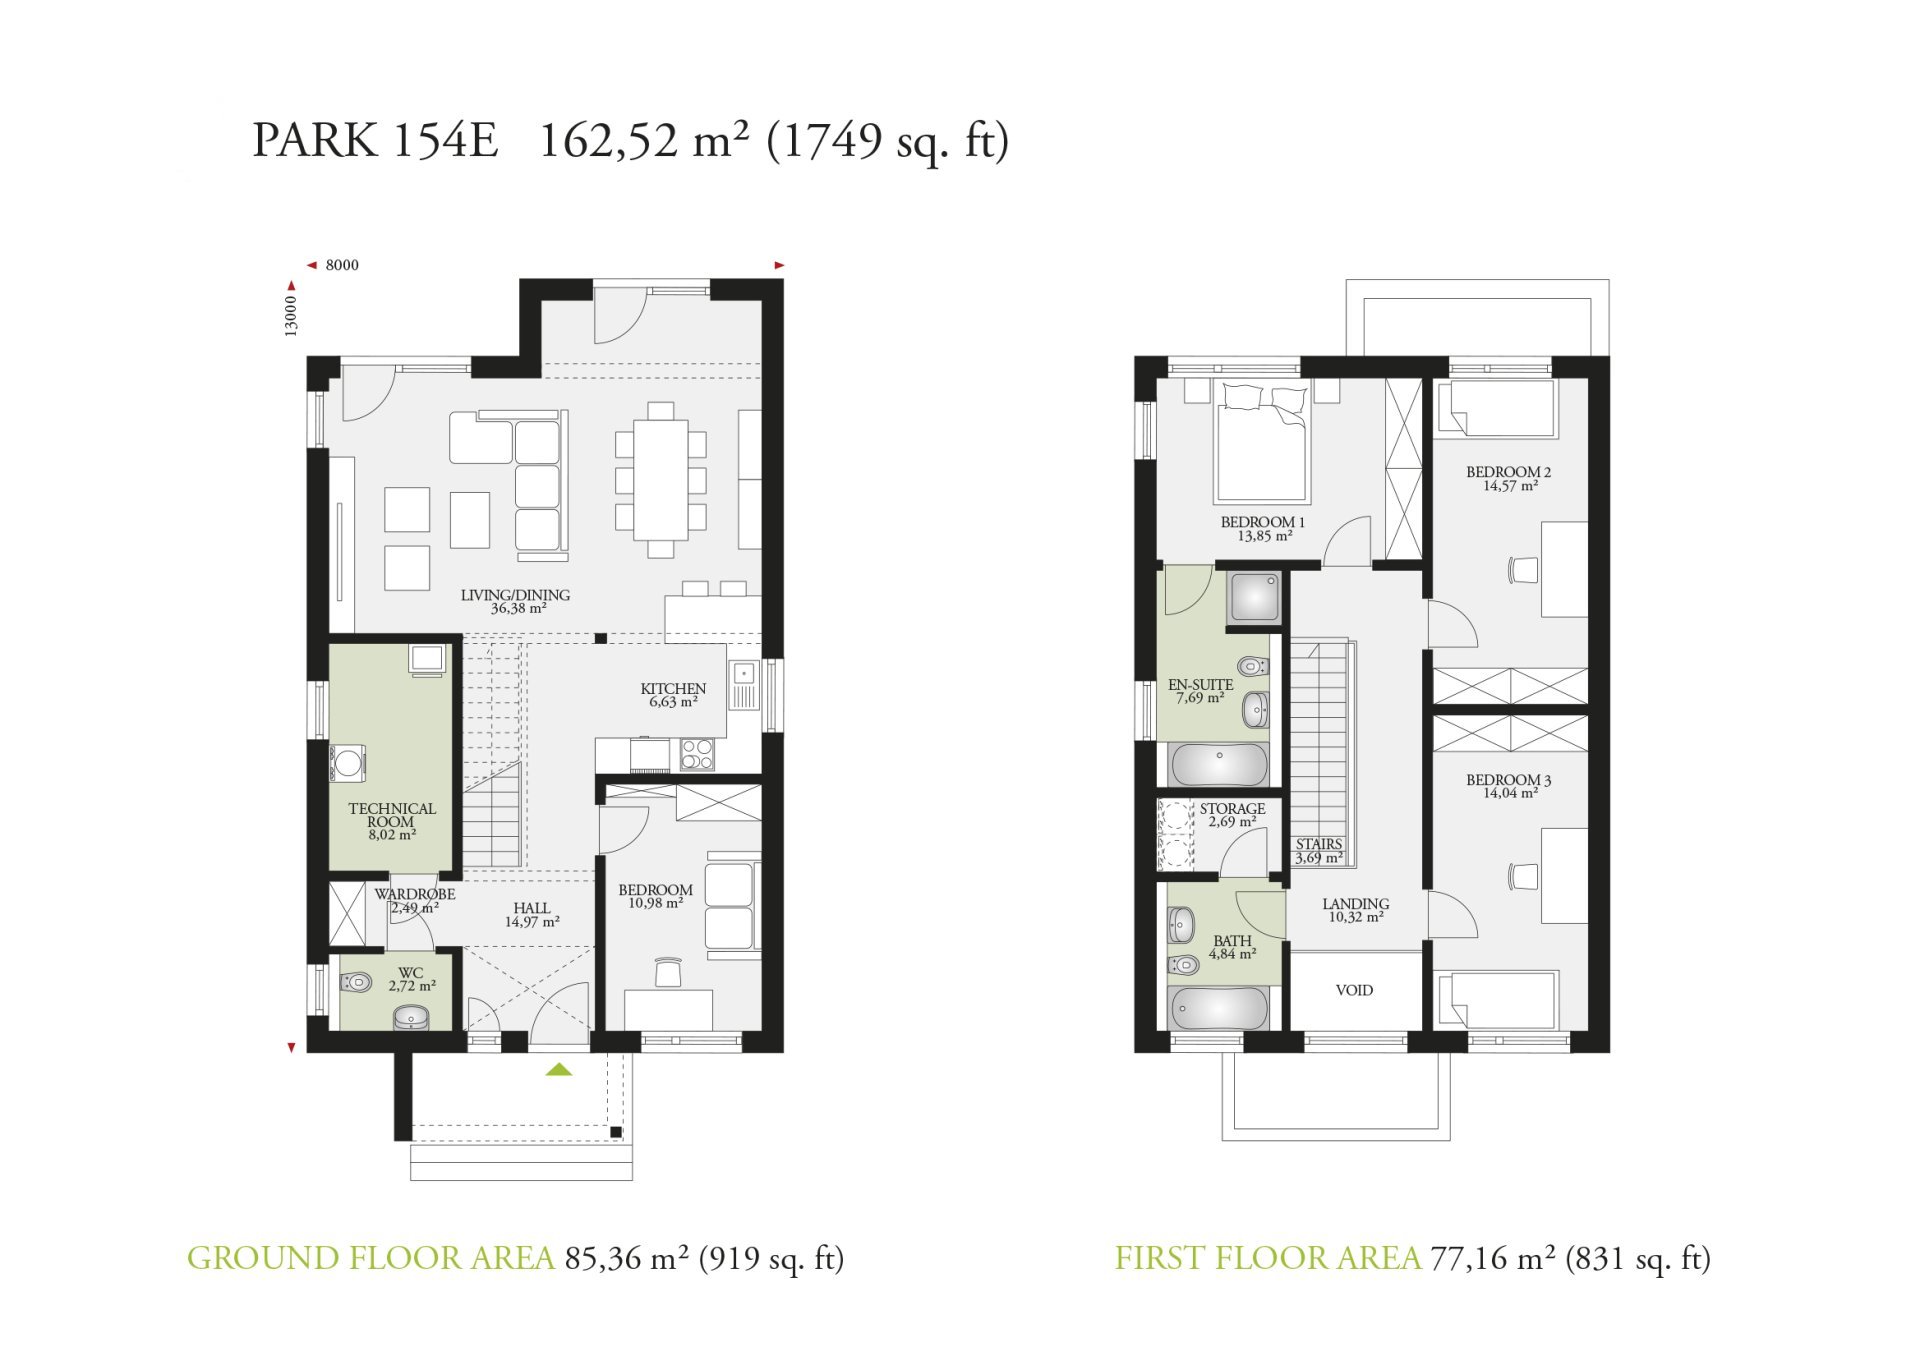 PARK 154E 162,52 m² (1749 sq. ft)
8000
13000
LIVING/DINING
36,38 m²
KITCHEN
6,63 m²
TECHNICAL
ROOM
8,02 m²
WARDROBE
2,49 m²
HALL
14,97 m²
BEDROOM
10,98 m²
WC
2,72 m²
BEDROOM 1
13,85 m²
BEDROOM 2
14,57 m²
EN-SUITE
7,69 m²
STORAGE
2,69 m²
STAIRS
3,69 m²
BEDROOM 3
14,04 m²
LANDING
10,32 m²
BATH
4,84 m²
VOID
GROUND FLOOR AREA 85,36 m² (919 sq. ft)
FIRST FLOOR AREA 77,16 m² (831 sq. ft)